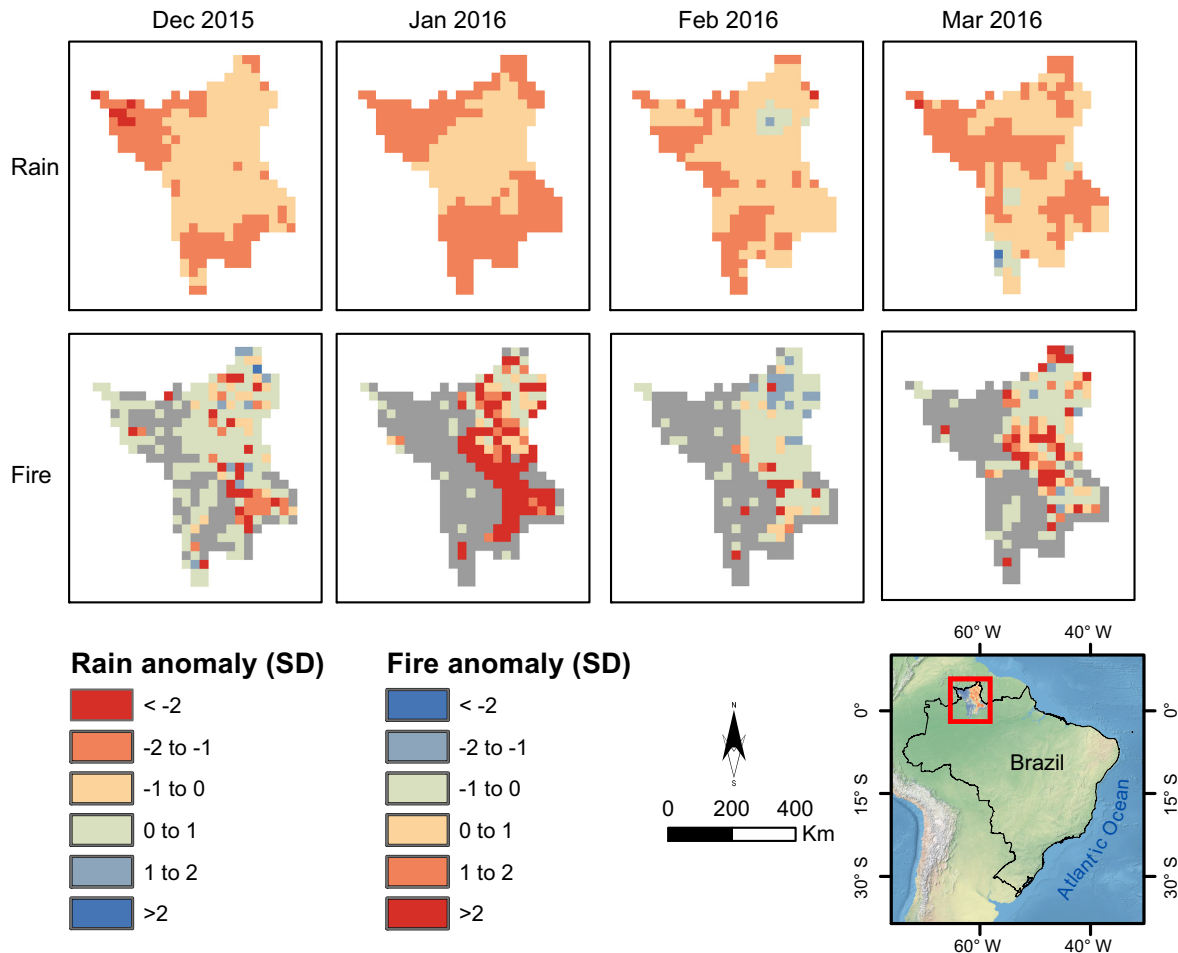 Dec 2015
Jan 2016
Feb 2016
Mar 2016
Rain
Fire
Rain anomaly (SD)
< -2
-2 to -1
-1 to 0
0 to 1
1 to 2
>2
Fire anomaly (SD)
< -2
-2 to -1
-1 to 0
0 to 1
1 to 2
>2
N
S
0 200 400
Km
60° W 40° W
0° 0°
Brazil
15° S 15° S
Atlantic Ocean
30° S 30° S
60° W 40° W